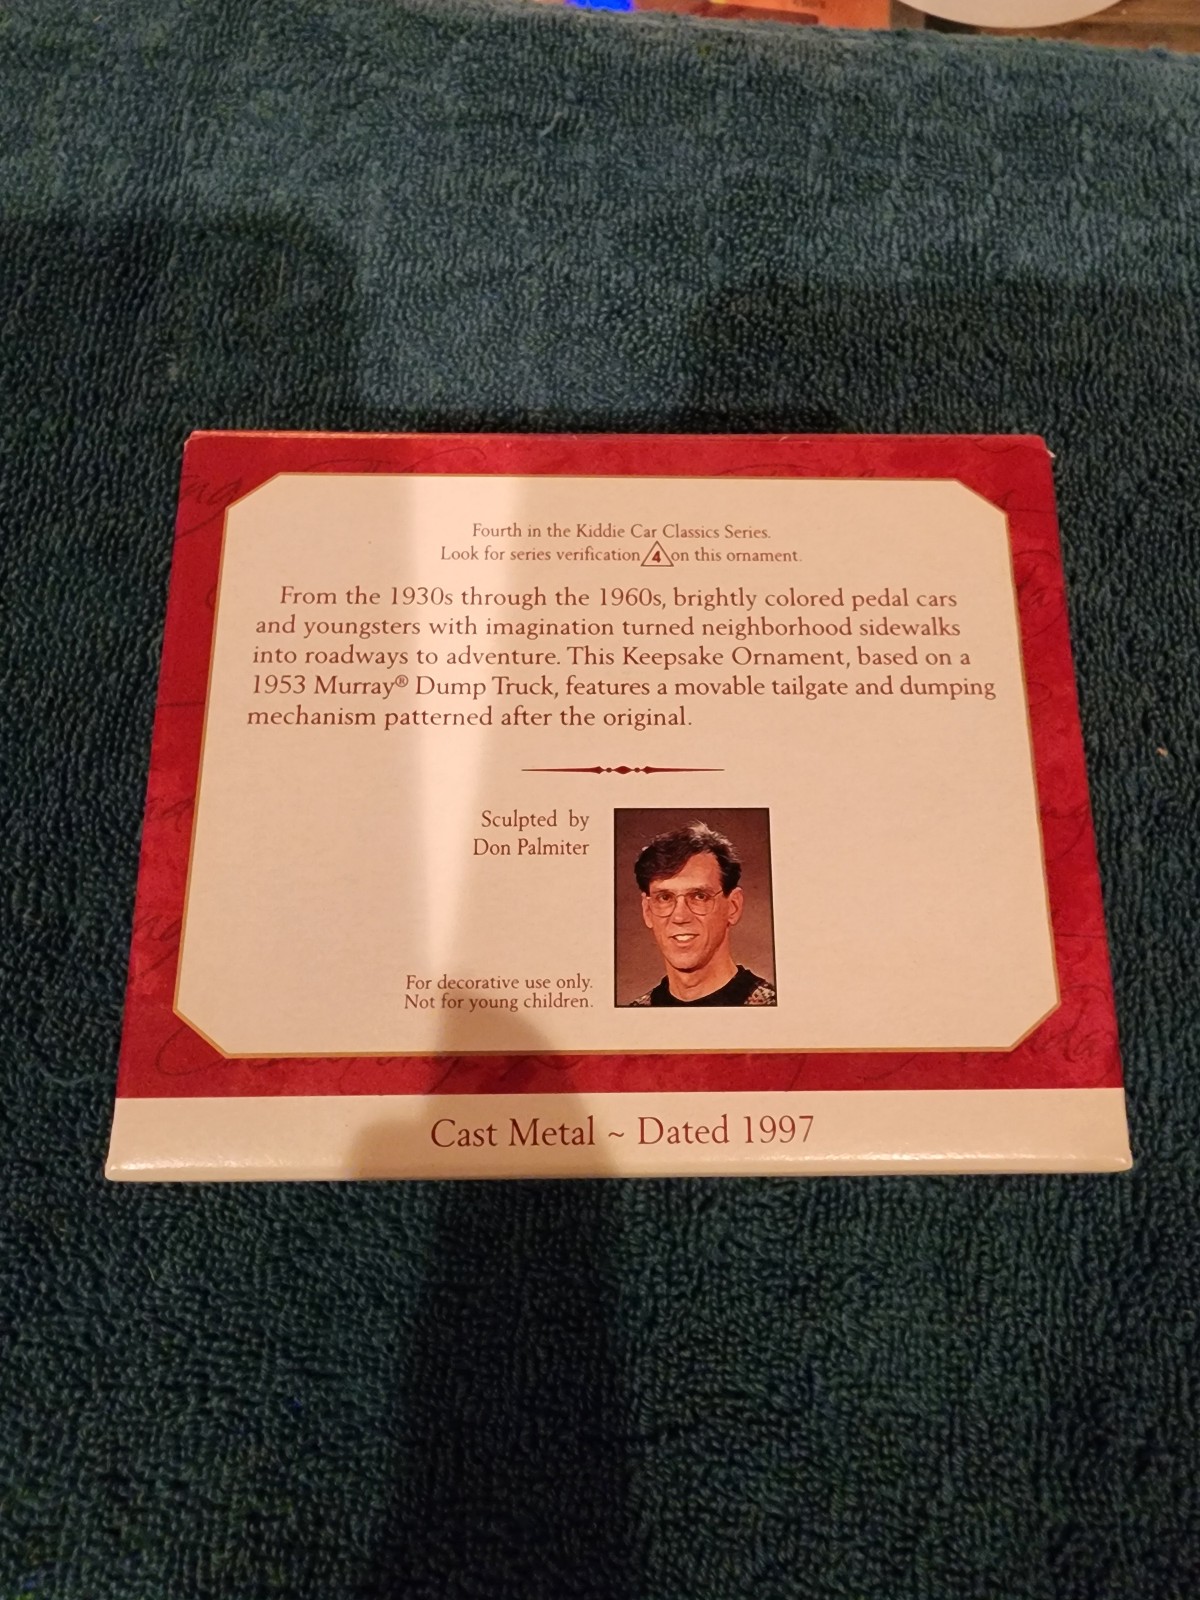 Fourth in the Kiddie Car Classics Series.
Look for series verification 4 on this ornament.
From the 1930s through the 1960s, brightly colored pedal cars
and youngsters with imagination turned neighborhood sidewalks
into roadways to adventure. This Keepsake Ornament, based on a
1953 Murray® Dump Truck, features a movable tailgate and dumping
mechanism patterned after the original.
Sculpted by
Don Palmiter
For decorative use only.
Not for young children.
Cast Metal ~ Dated 1997